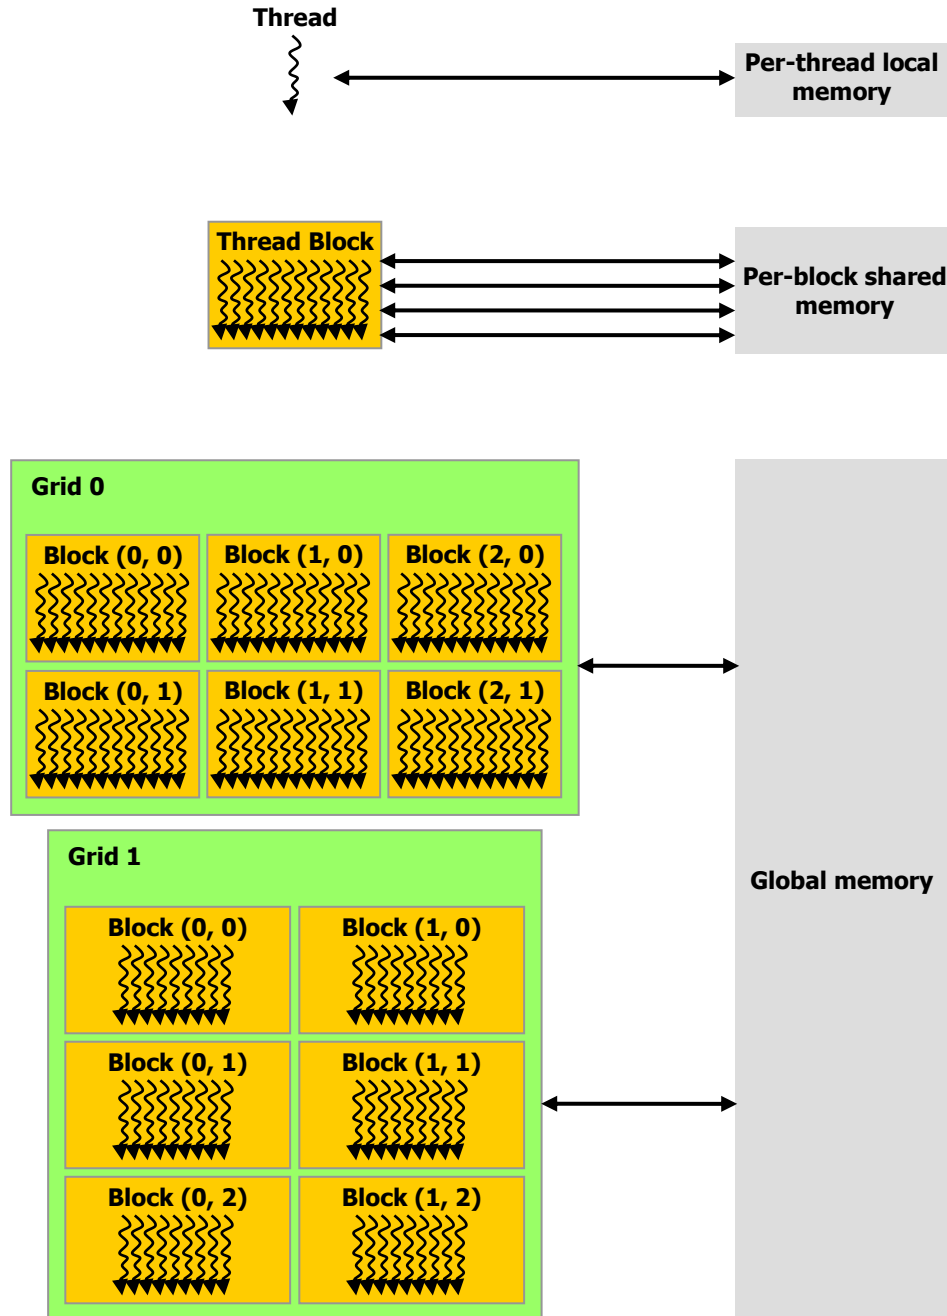 Thread
Per-thread local
memory
Thread Block
Per-block shared
memory
Grid 0
Block (0, 0) Block (1, 0) Block (2, 0)
Block (0, 1) Block (1, 1) Block (2, 1)
Grid 1
Global memory
Block (0, 0) Block (1, 0)
Block (0, 1) Block (1, 1)
Block (0, 2) Block (1, 2)